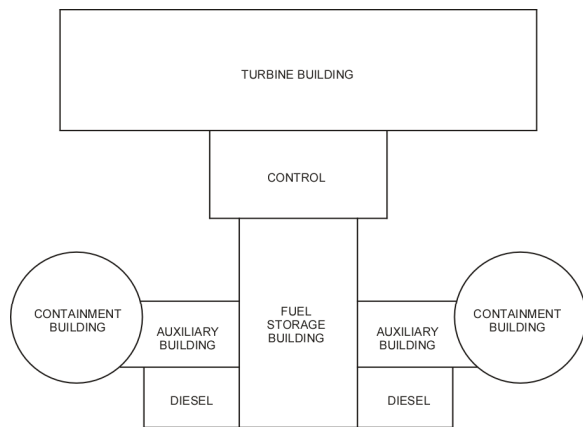 TURBINE BUILDING
CONTROL
CONTAINMENT
BUILDING
AUXILIARY
BUILDING
FUEL
STORAGE
BUILDING
AUXILIARY
BUILDING
CONTAINMENT
BUILDING
DIESEL
DIESEL